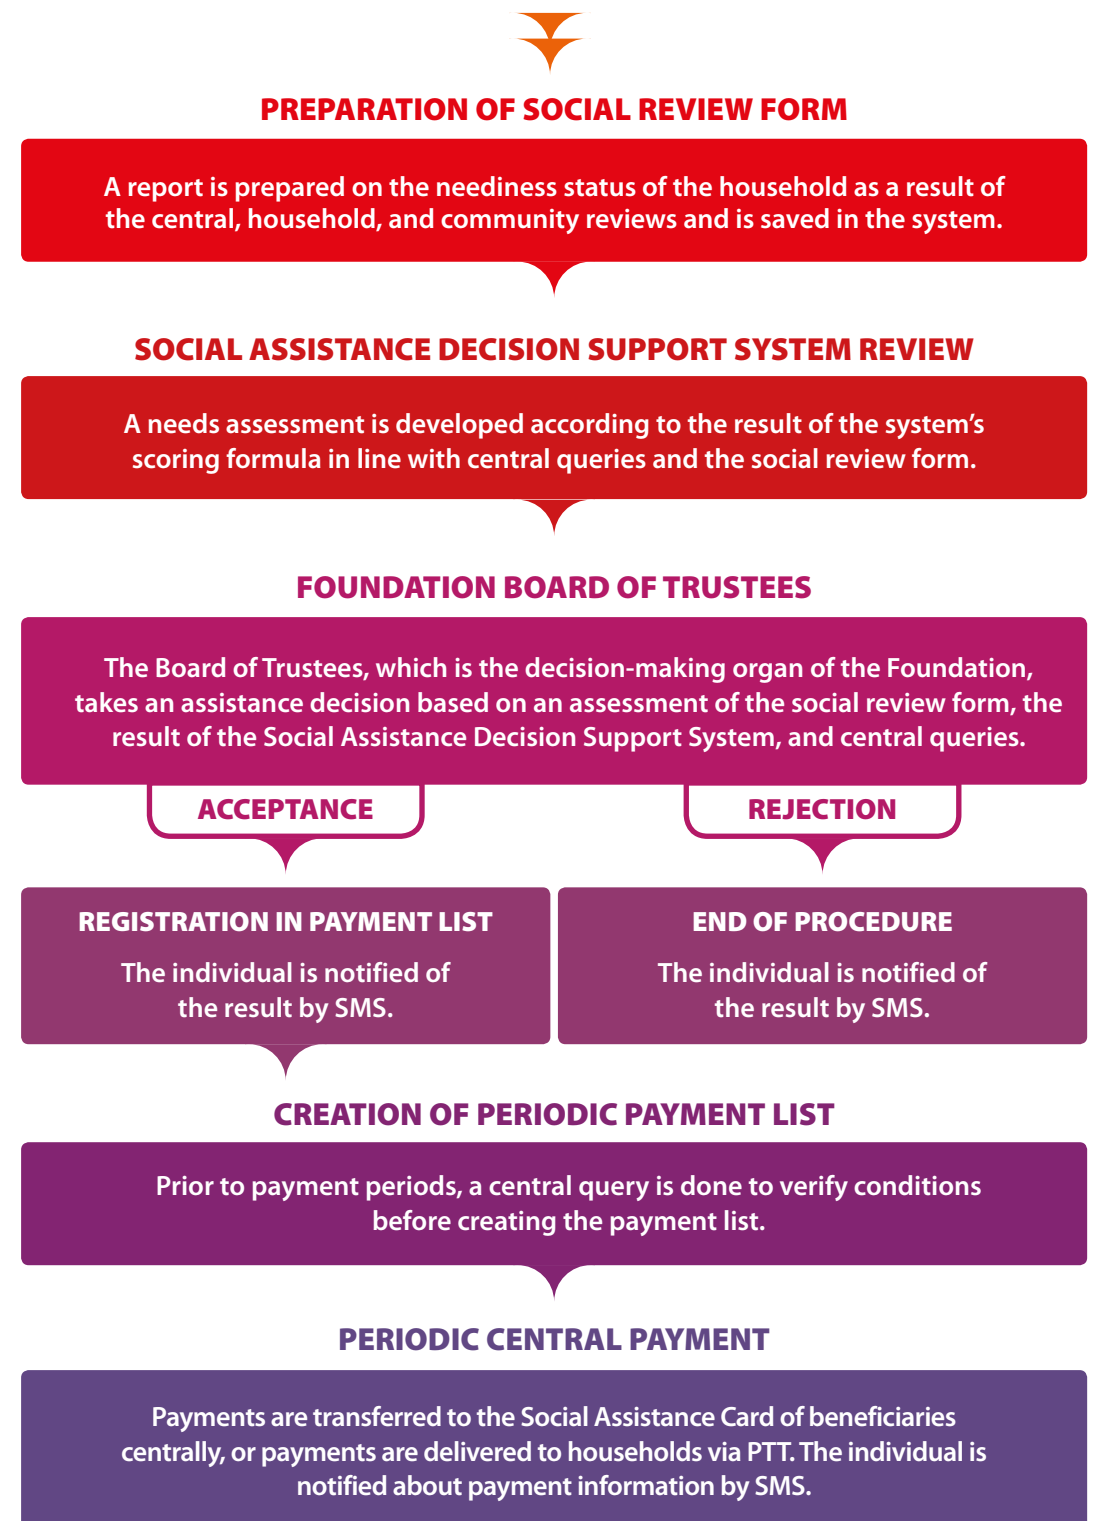 PREPARATION OF SOCIAL REVIEW FORM
A report is prepared on the neediness status of the household as a result of
the central, household, and community reviews and is saved in the system.
SOCIAL ASSISTANCE DECISION SUPPORT SYSTEM REVIEW
A needs assessment is developed according to the result of the system’s
scoring formula in line with central queries and the social review form.
FOUNDATION BOARD OF TRUSTEES
The Board of Trustees, which is the decision-making organ of the Foundation,
takes an assistance decision based on an assessment of the social review form, the
result of the Social Assistance Decision Support System, and central queries.
ACCEPTANCE
REJECTION
REGISTRATION IN PAYMENT LIST
The individual is notified of
the result by SMS.
END OF PROCEDURE
The individual is notified of
the result by SMS.
CREATION OF PERIODIC PAYMENT LIST
Prior to payment periods, a central query is done to verify conditions
before creating the payment list.
PERIODIC CENTRAL PAYMENT
Payments are transferred to the Social Assistance Card of beneficiaries
centrally, or payments are delivered to households via PTT. The individual is
notified about payment information by SMS.